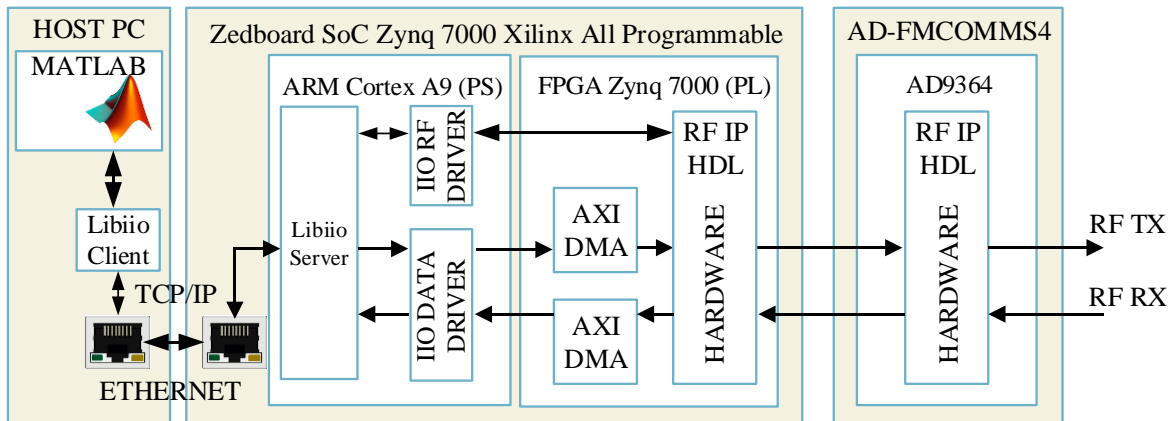 HOST PC
MATLAB
Libiio
Client
TCP/IP
ETHERNET
Zedboard SoC Zynq 7000 Xilinx All Programmable
ARM Cortex A9 (PS)
Libiio
Server
IIO RF
DRIVER
IIO DATA
DRIVER
FPGA Zynq 7000 (PL)
AXI
DMA
AXI
DMA
RF IP
HDL
HARDWARE
AD-FMCOMMS4
AD9364
RF IP
HDL
HARDWARE
RF TX
RF RX